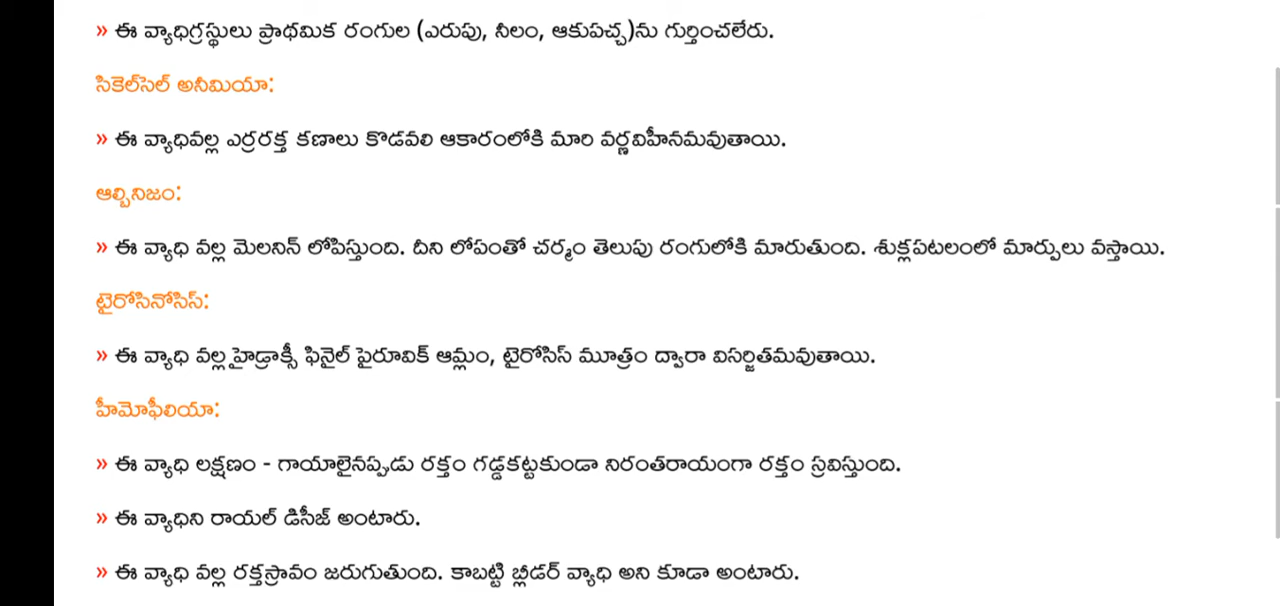 » ఈ వ్యాధిగ్రస్థులు ప్రాథమిక రంగుల (ఎరుపు, నీలం, ఆకుపచ్చ)ను గుర్తించలేరు.
సికెల్‌సెల్ అనీమియా:
» ఈ వ్యాధివల్ల ఎర్రరక్త కణాలు కొడవలి ఆకారంలోకి మారి వర్ణవిహీనమవుతాయి.
ఆల్బినిజం:
» ఈ వ్యాధి వల్ల మెలనిన్ లోపిస్తుంది. దీని లోపంతో చర్మం తెలుపు రంగులోకి మారుతుంది. శుక్లపటలంలో మార్పులు వస్తాయి.
టైరోసినోసిస్:
» ఈ వ్యాధి వల్ల హైడ్రాక్సీ ఫినైల్ పైరూవిక్ ఆమ్లం, టైరోసిస్ మూత్రం ద్వారా విసర్జితమవుతాయి.
హీమోఫీలియా:
» ఈ వ్యాధి లక్షణం - గాయాలైనప్పడు రక్తం గడ్డకట్టకుండా నిరంతరాయంగా రక్తం స్రవిస్తుంది.
» ఈ వ్యాధిని రాయల్ డిసీజ్ అంటారు.
» ఈ వ్యాధి వల్ల రక్తస్రావం జరుగుతుంది. కాబట్టి బ్లీడర్ వ్యాధి అని కూడా అంటారు.